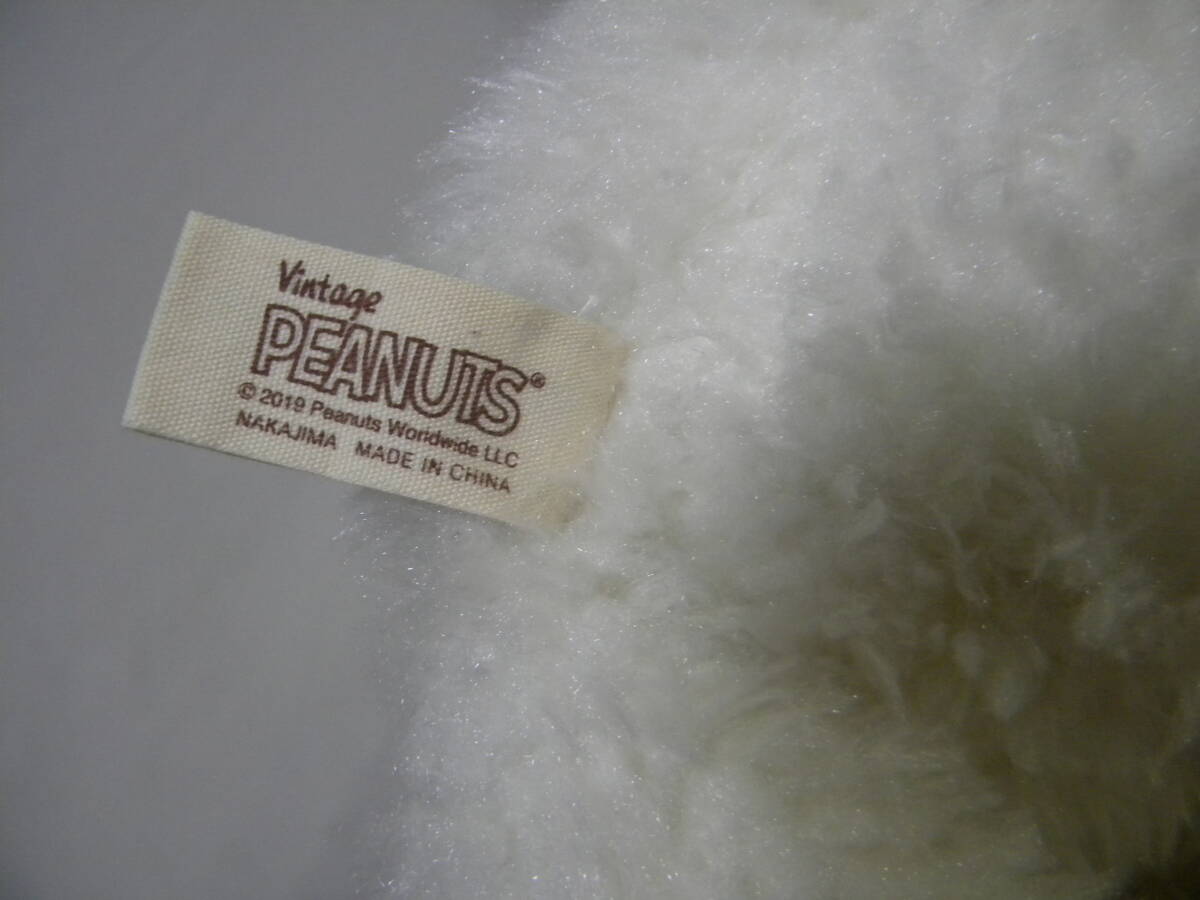 Vintage
PEANUTS®
© 2019 Peanuts Worldwide LLC
NAKAJIMA MADE IN CHINA